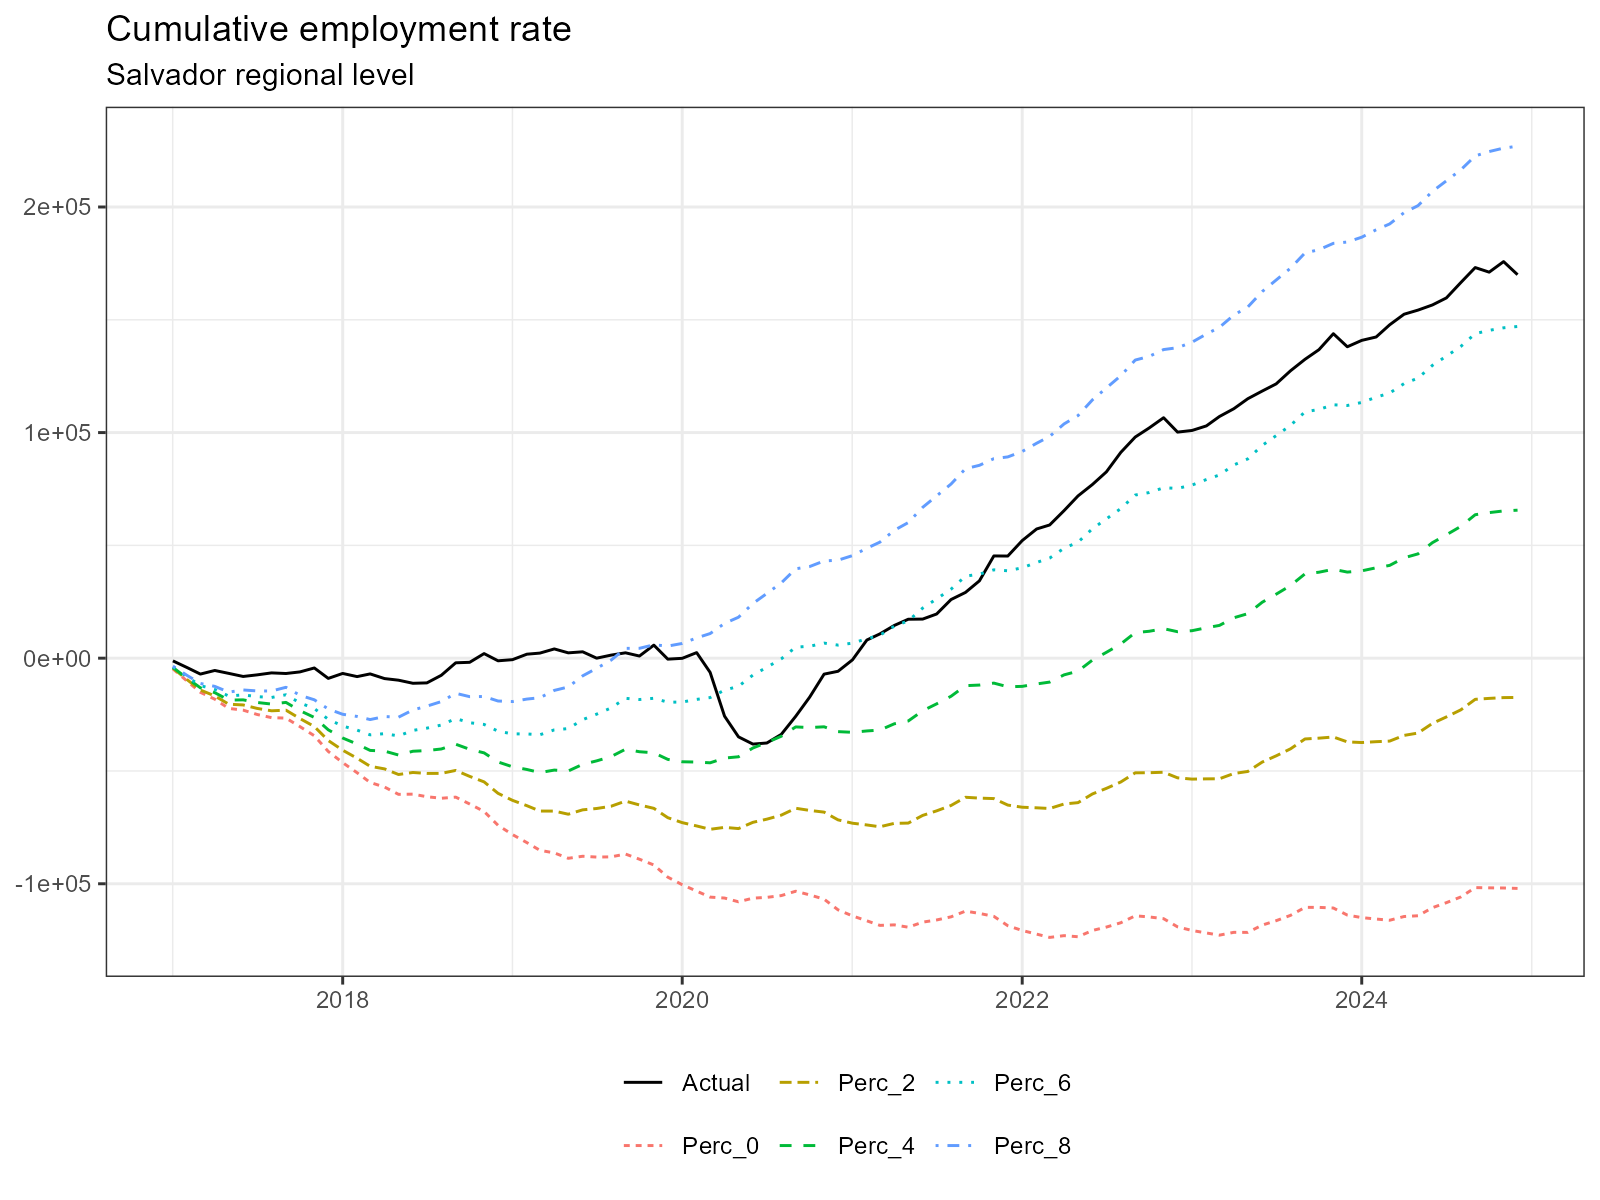 Cumulative employment rate
Salvador regional level
2e+05
1e+05
0e+00
-1e+05
2018 2020 2022 2024
Actual Perc_2 Perc_6
Perc_0 Perc_4 Perc_8